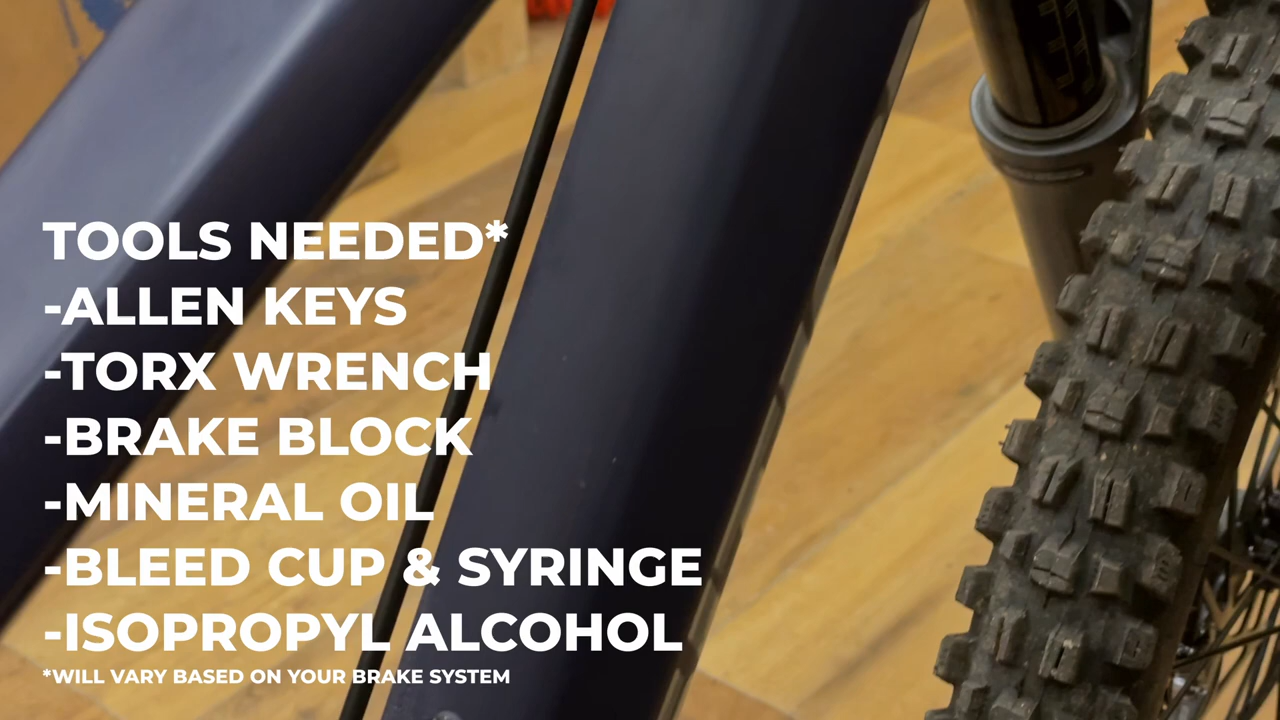 TOOLS NEEDED*
-ALLEN KEYS
-TORX WRENCH
-BRAKE BLOCK
-MINERAL OIL
-BLEED CUP & SYRINGE
-ISOPROPYL ALCOHOL
*WILL VARY BASED ON YOUR BRAKE SYSTEM